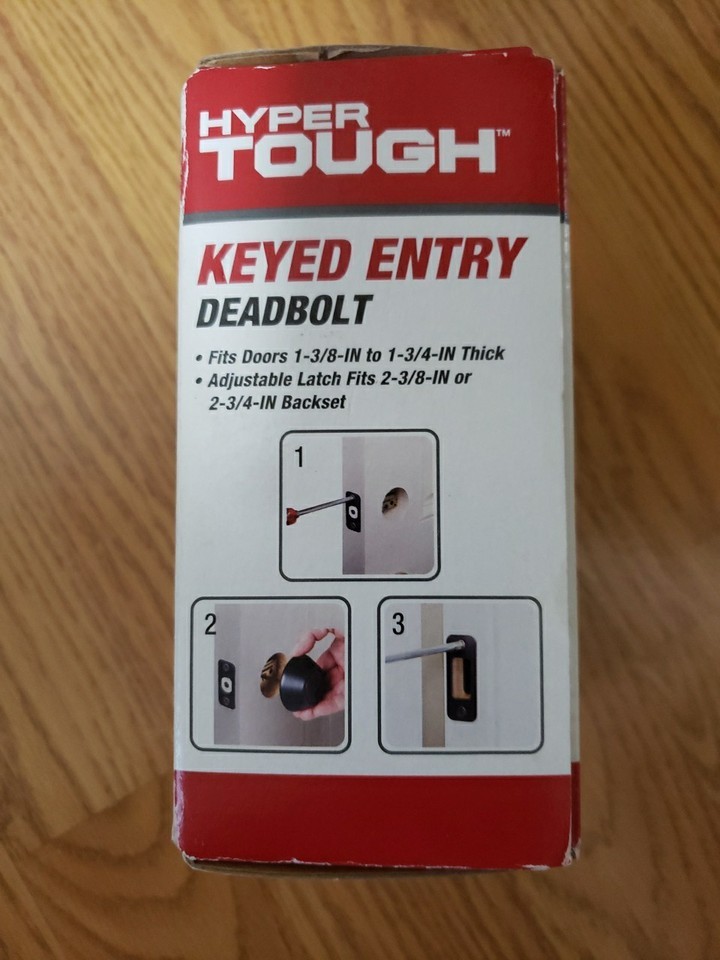 HYPER
TOUGH™
KEYED ENTRY
DEADBOLT
• Fits Doors 1-3/8-IN to 1-3/4-IN Thick
• Adjustable Latch Fits 2-3/8-IN or
2-3/4-IN Backset
1
2
3